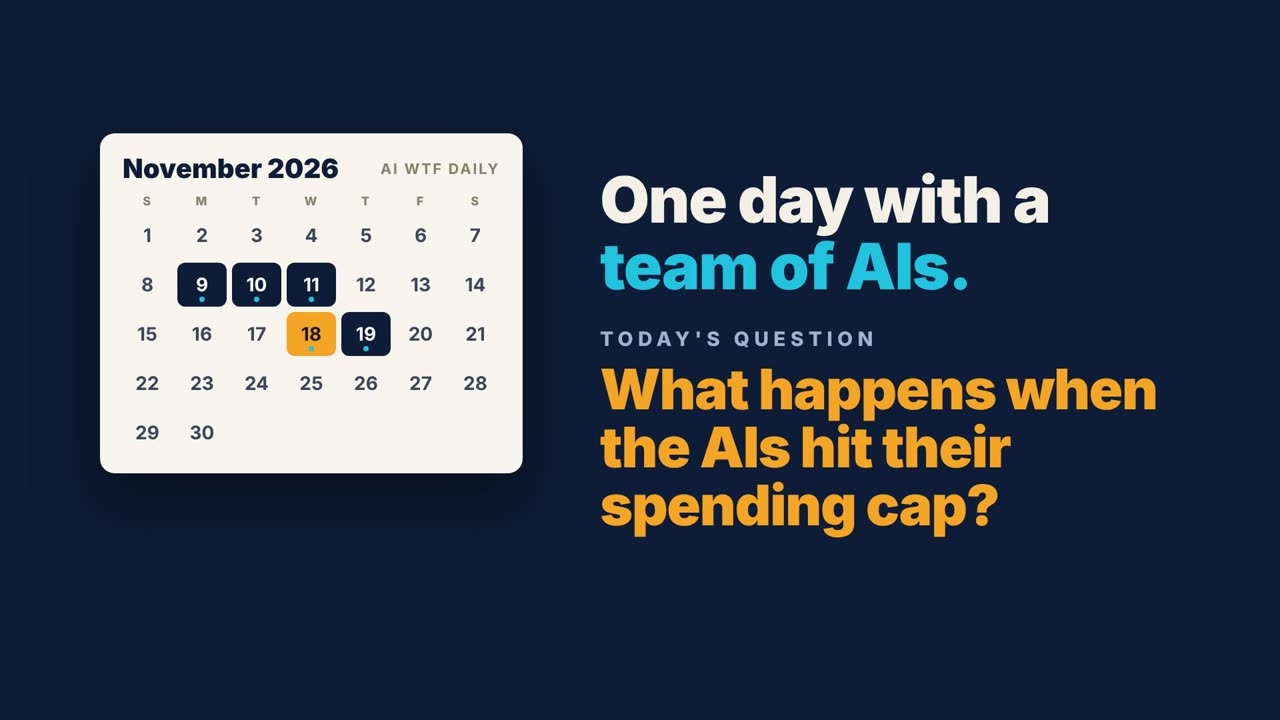 November 2026 AI WTF DAILY
S M T W T F S
1 2 3 4 5 6 7
8 9 10 11 12 13 14
15 16 17 18 19 20 21
22 23 24 25 26 27 28
29 30
One day with a
team of AIs.
TODAY'S QUESTION
What happens when
the AIs hit their
spending cap?